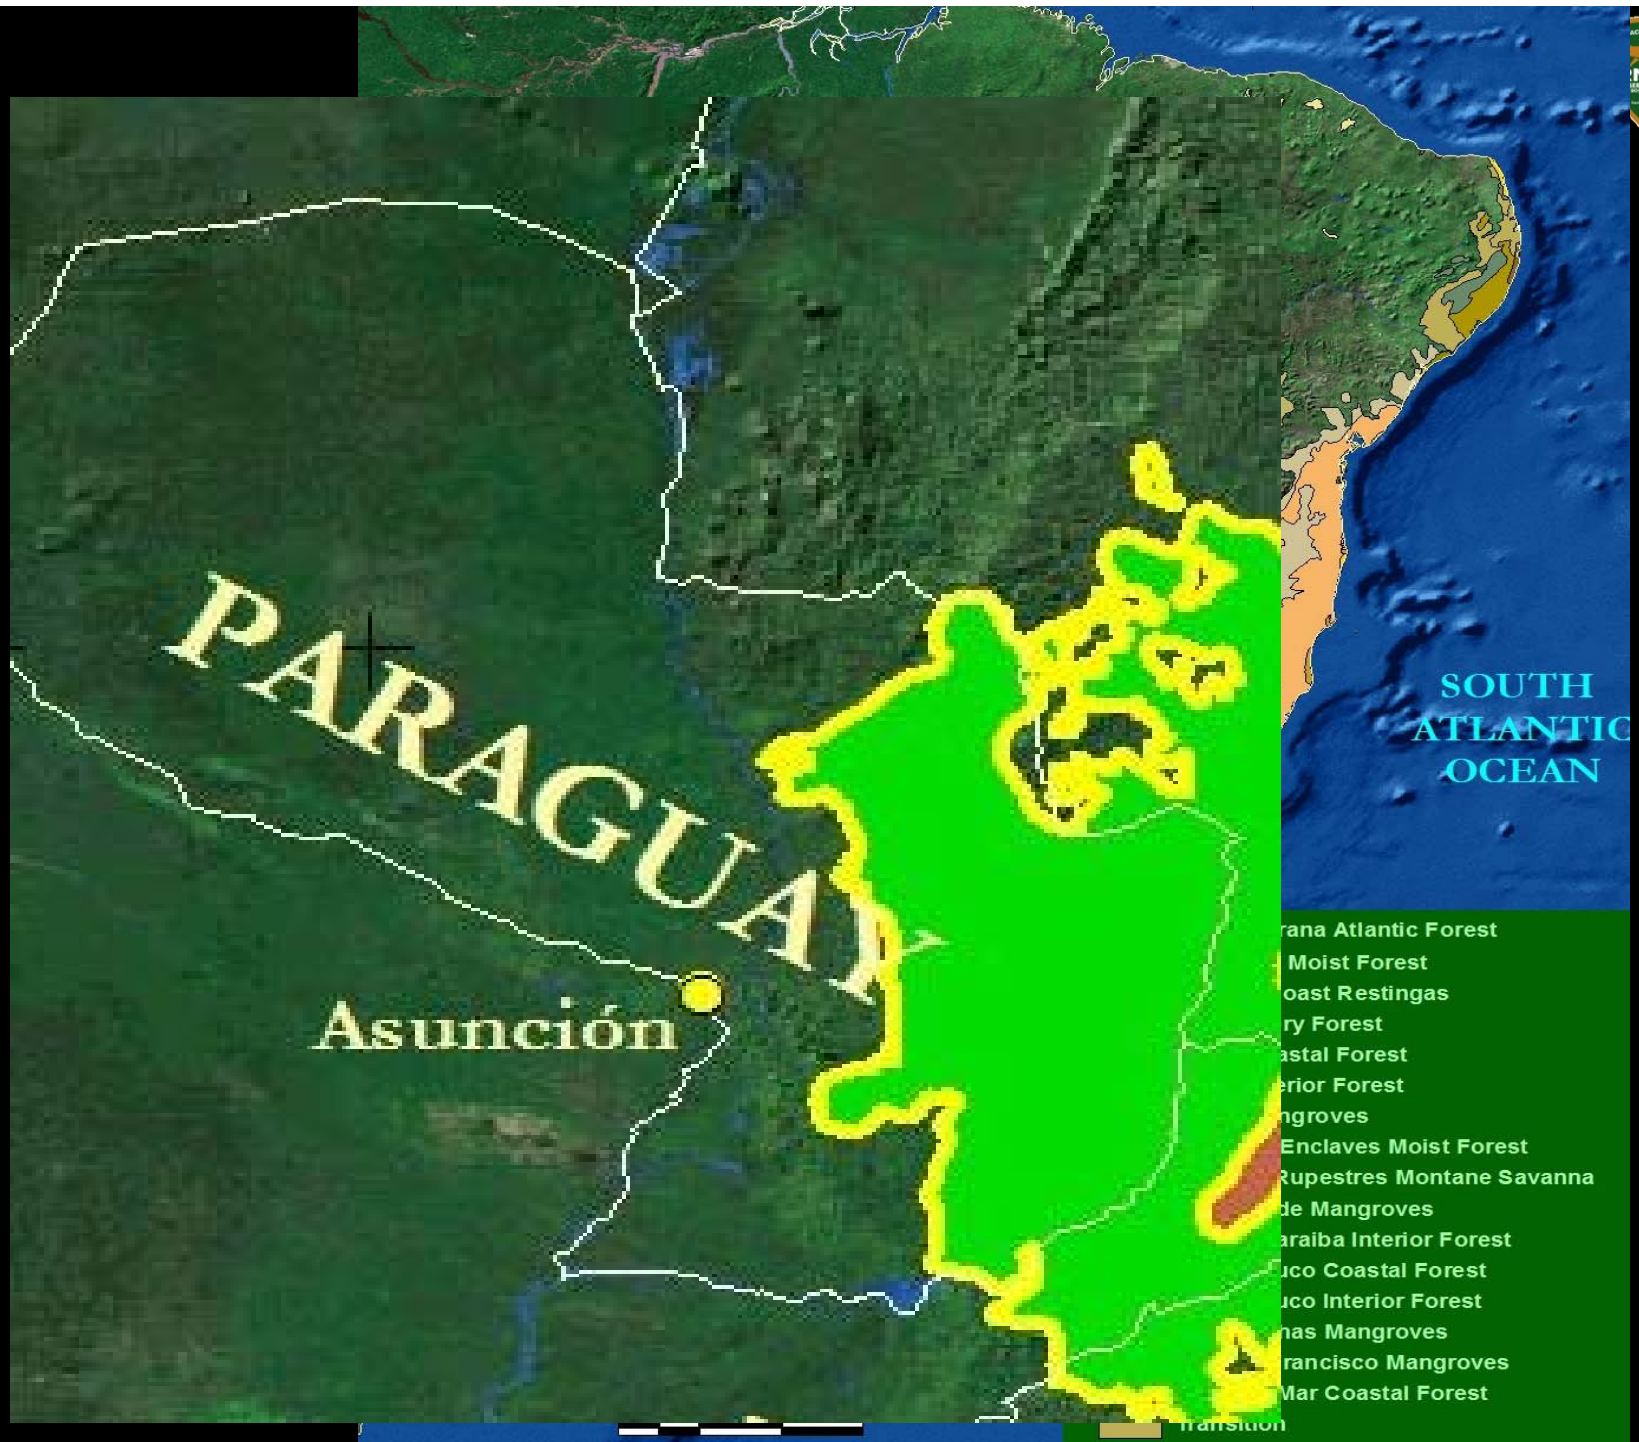 PARAGUAY
Asunción
SOUTH
ATLANTIC
OCEAN
rana Atlantic Forest
Moist Forest
oast Restingas
ry Forest
astal Forest
erior Forest
ngroves
Enclaves Moist Forest
Rupestres Montane Savanna
de Mangroves
araiba Interior Forest
uco Coastal Forest
uco Interior Forest
nas Mangroves
rancisco Mangroves
Mar Coastal Forest
Transition